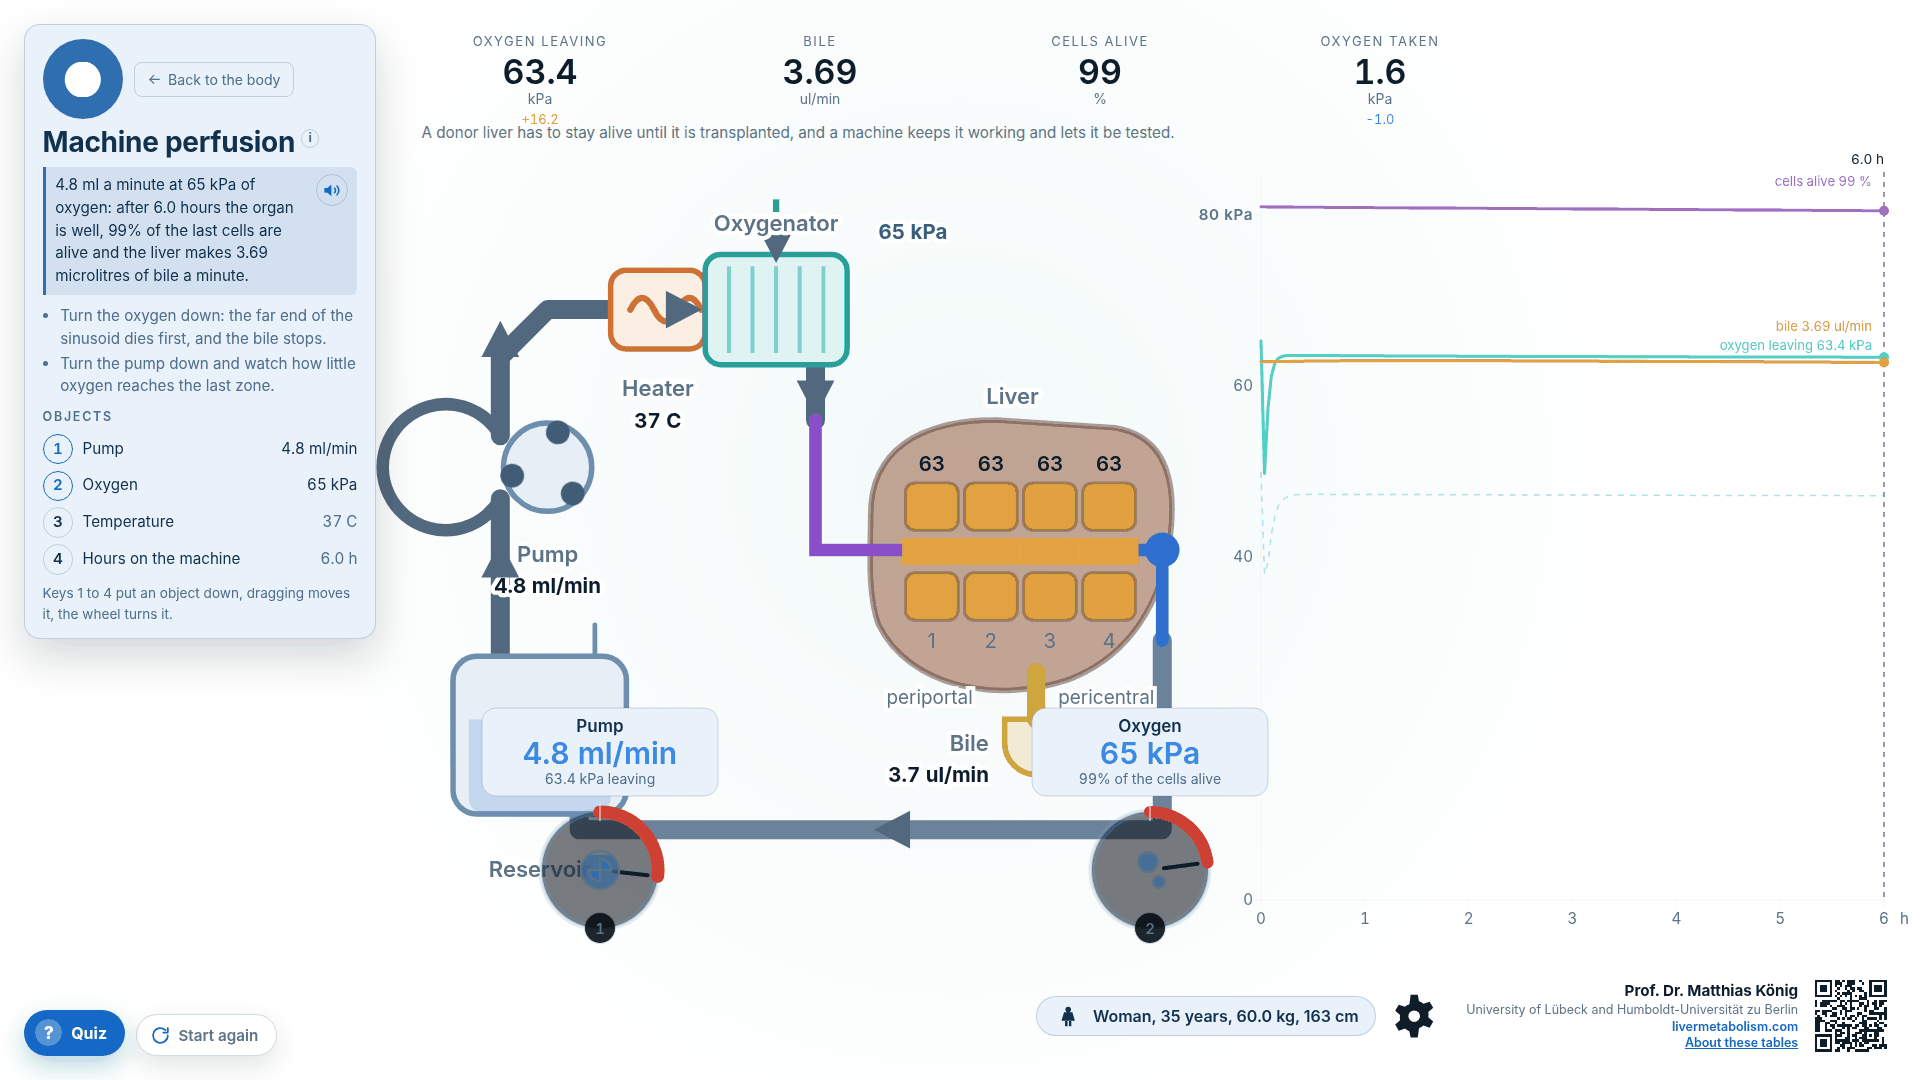 ← Back to the body
Machine perfusion i
4.8 ml a minute at 65 kPa of
oxygen: after 6.0 hours the organ
is well, 99% of the last cells are
alive and the liver makes 3.69
microlitres of bile a minute.
• Turn the oxygen down: the far end of the
sinusoid dies first, and the bile stops.
• Turn the pump down and watch how little
oxygen reaches the last zone.
OBJECTS
1 Pump 4.8 ml/min
2 Oxygen 65 kPa
3 Temperature 37 C
4 Hours on the machine 6.0 h
Keys 1 to 4 put an object down, dragging moves
it, the wheel turns it.
OXYGEN LEAVING
63.4
kPa
+16.2
BILE
3.69
ul/min
CELLS ALIVE
99
%
OXYGEN TAKEN
1.6
kPa
-1.0
A donor liver has to stay alive until it is transplanted, and a machine keeps it working and lets it be tested.
Oxygenator
65 kPa
Heater
37 C
Pump
4.8 ml/min
Liver
63 63 63 63
1 2 3 4
periportal pericentral
Bile
3.7 ul/min
Pump
4.8 ml/min
63.4 kPa leaving
Oxygen
65 kPa
99% of the cells alive
Reservoir
1
2
6.0 h
cells alive 99 %
80 kPa
bile 3.69 ul/min
oxygen leaving 63.4 kPa
60
40
0
0 1 2 3 4 5 6 h
? Quiz
Start again
Woman, 35 years, 60.0 kg, 163 cm
Prof. Dr. Matthias König
University of Lübeck and Humboldt-Universität zu Berlin
livermetabolism.com
About these tables